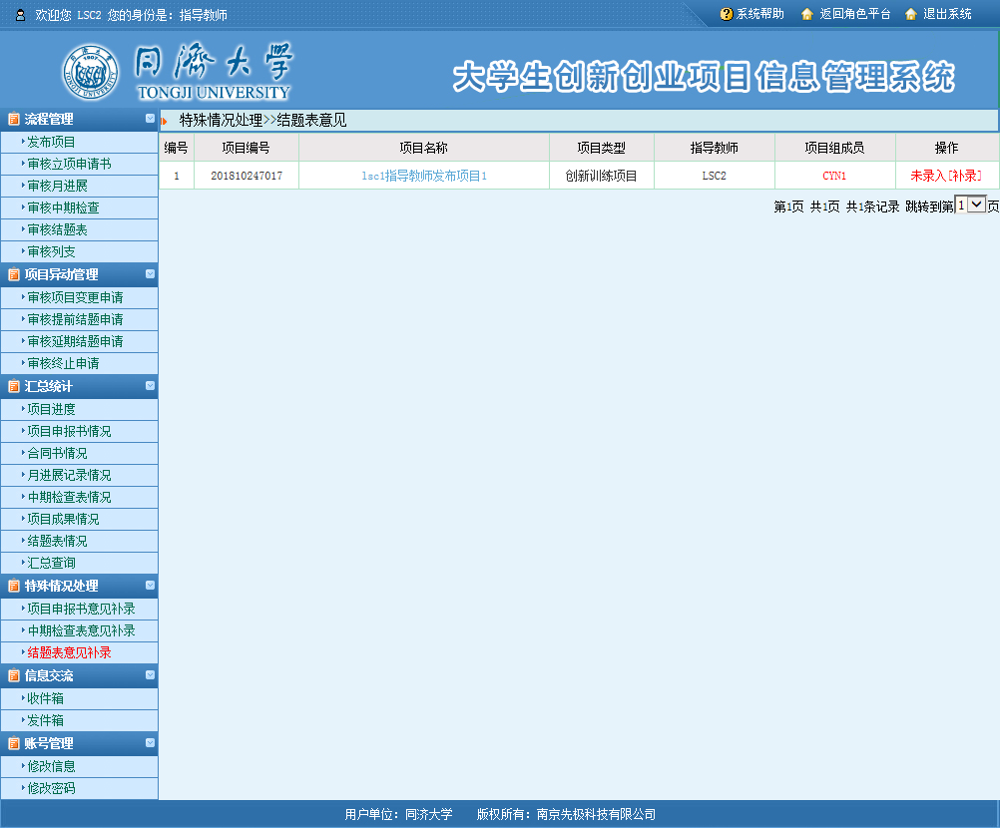 欢迎您 LSC2 您的身份是：指导教师
系统帮助 返回角色平台 退出系统
同济大学
TONGJI UNIVERSITY
大学生创新创业项目信息管理系统
流程管理
发布项目
审核立项申请书
审核月进展
审核中期检查
审核结题表
审核列支
项目异动管理
审核项目变更申请
审核提前结题申请
审核延期结题申请
审核终止申请
汇总统计
项目进度
项目申报书情况
合同书情况
月进展记录情况
中期检查表情况
项目成果情况
结题表情况
汇总查询
特殊情况处理
项目申报书意见补录
中期检查表意见补录
结题表意见补录
信息交流
收件箱
发件箱
账号管理
修改信息
修改密码
特殊情况处理>>结题表意见
编号 项目编号 项目名称 项目类型 指导教师 项目组成员 操作
1 201810247017 lsc1指导教师发布项目1 创新训练项目 LSC2 CYN1 未录入[补录]
第1页 共1页 共1条记录 跳转到第 1 页
用户单位：同济大学 版权所有：南京先极科技有限公司